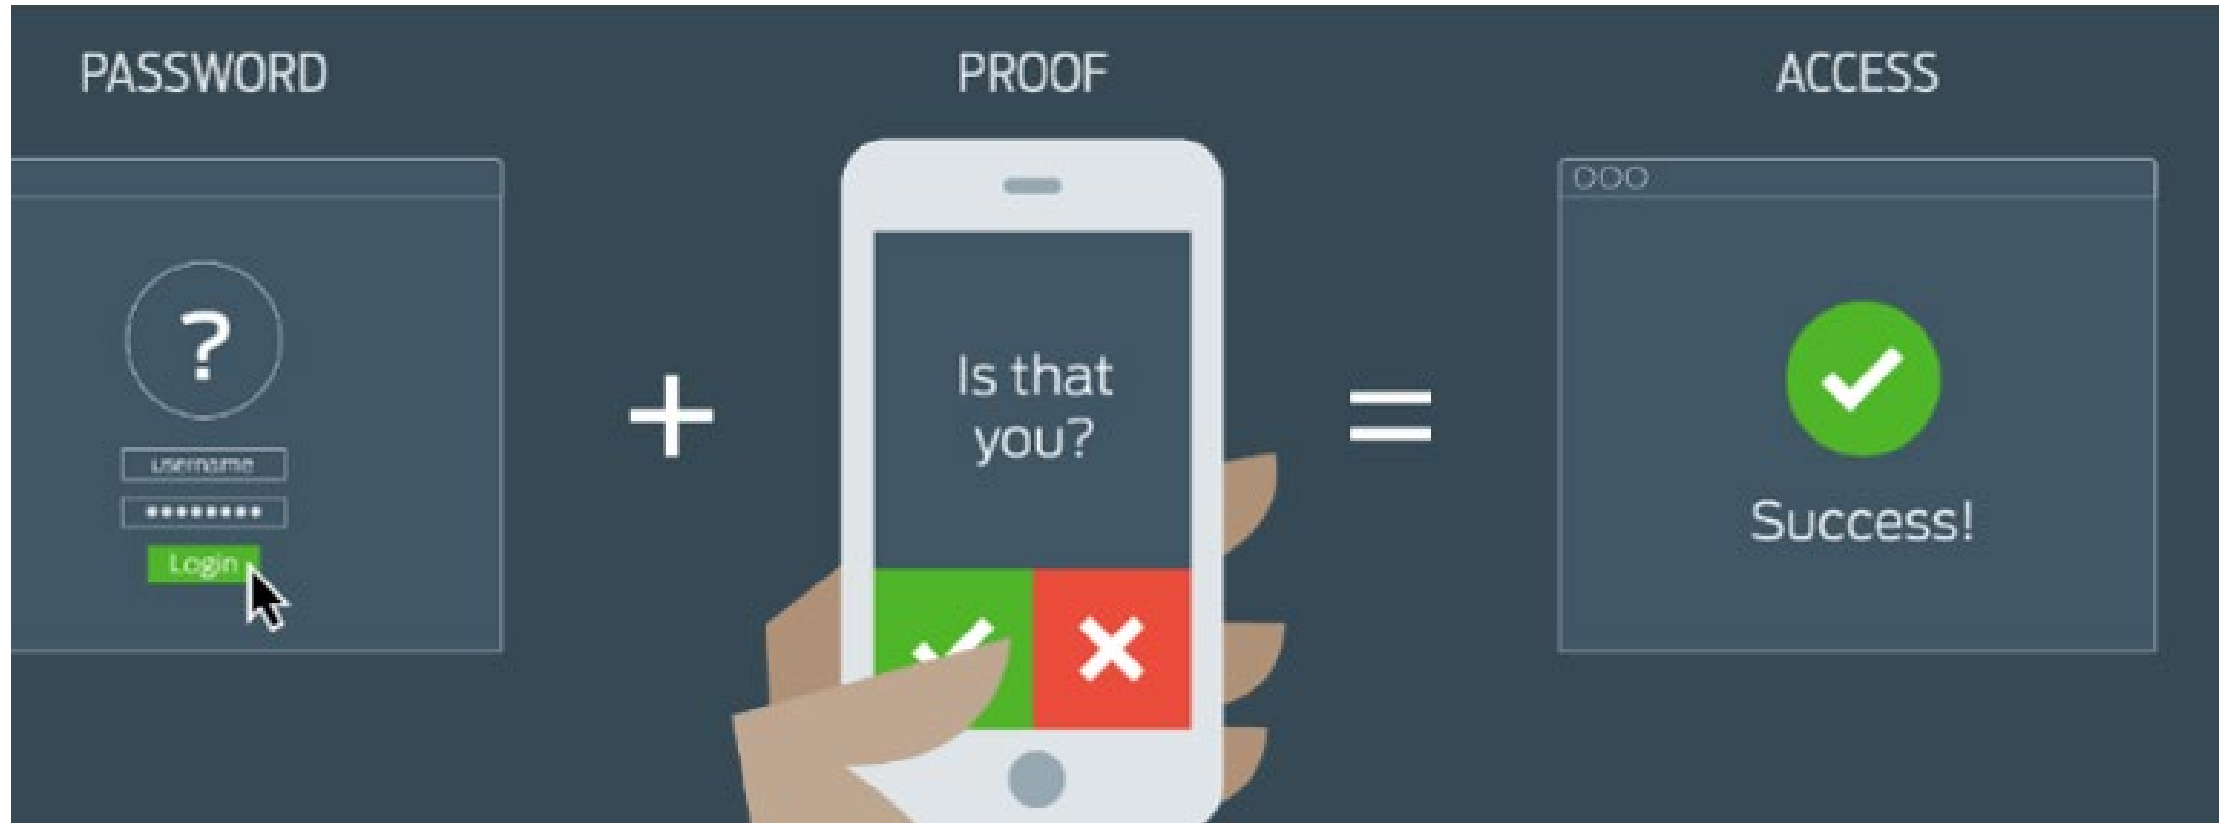 PASSWORD
PROOF
ACCESS
?
username
Login
+
Is that
you?
=
Success!